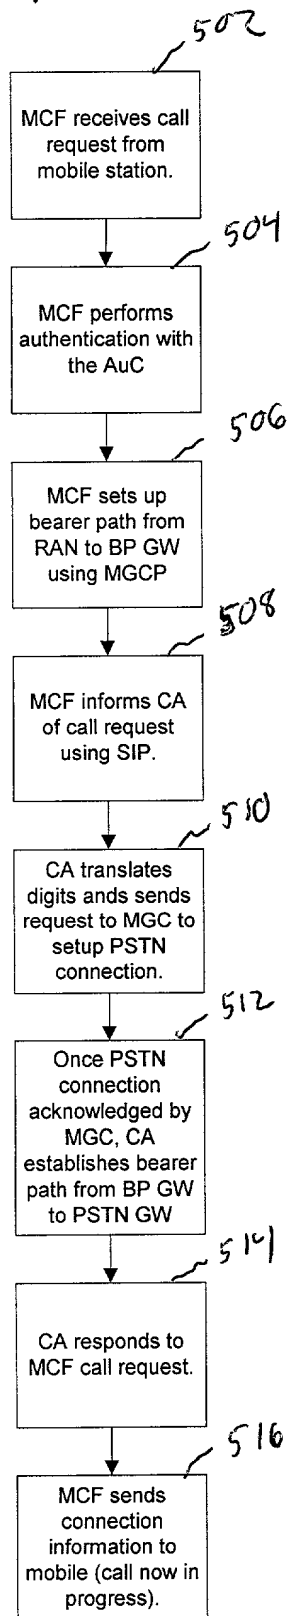 502
MCF receives call
request from
mobile station.
504
MCF performs
authentication with
the AuC
506
MCF sets up
bearer path from
RAN to BP GW
using MGCP
508
MCF informs CA
of call request
using SIP.
510
CA translates
digits ands sends
request to MGC to
setup PSTN
connection.
512
Once PSTN
connection
acknowledged by
MGC, CA
establishes bearer
path from BP GW
to PSTN GW
514
CA responds to
MCF call request.
516
MCF sends
connection
information to
mobile (call now in
progress).